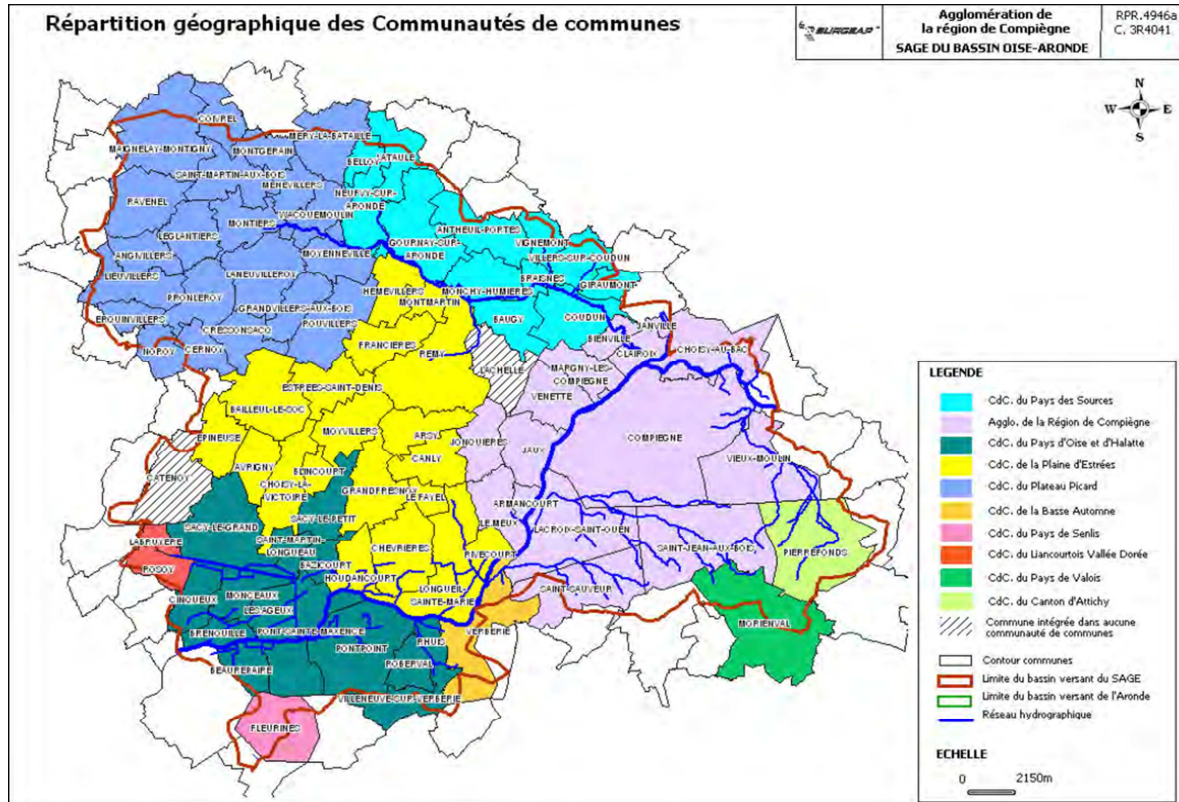 Répartition géographique des Communautés de communes
BURGEAP
Agglomération de
la région de Compiègne
SAGE DU BASSIN OISE-ARONDE
RPR.4946a
C. 3R4041
N
W E
S
COIVREL
MERY-LA-BATAILLE
MAIGNELAY-MONTIGNY
MONTGERAIN
BELLOY
LATAULE
SAINT-MARTIN-AUX-BOIS
MENEVILLERS
NEUFVY-SUR-
ARONDE
RAVENEL
WACQUEMOULIN
MONTIERS
LEGLANTIERS
ANTHEUIL-PORTES
GOURNAY-SUR-
ARONDE
VIGNEMONT
VILLERS-SUR-COUDUN
ANGIVILLERS
MOYENNEVILLE
LIEUVILLERS
LANEUVILLEROY
BRAISNES
GIRAUMONT
PRONLEROY
HEMEVILLERS
MONCHY-HUMIERES
MONTMARTIN
GRANDVILLERS-AUX-BOIS
EROUINVILLERS
ROUVILLERS
BAUGY
COUDUN
JANVILLE
CRESSONSACQ
BIENVILLE
NOROY
CERNOY
FRANCIERES
REMY
CLAIROIX
CHOISY-AU-BAC
LACHELLE
MARGNY-LES-
COMPIEGNE
VENETTE
ESTREES-SAINT-DENIS
BAILLEUL-LE-SOC
MOYVILLERS
ARSY
EPINEUSE
JONQUIERES
JAUX
COMPIEGNE
CANLY
AVRIGNY
BLINCOURT
VIEUX-MOULIN
CATENOY
CHOISY-LA-
VICTOIRE
GRANDFRESNOY
LE FAYEL
ARMANCOURT
SACY-LE-GRAND
SACY-LE-PETIT
LE MEUX
LACROIX-SAINT-OUEN
LABRUYERE
SAINT-MARTIN-
LONGUEAU
CHEVRIERES
RIVECOURT
SAINT-JEAN-AUX-BOIS
PIERREFONDS
ROSOY
BAZICOURT
HOUDANCOURT
CINQUEUX
MONCEAUX
LONGUEIL-
SAINTE-MARIE
SAINT-SAUVEUR
LES AGEUX
BRENOUILLE
PONT-SAINTE-MAXENCE
RHUIS
VERBERIE
MORIENVAL
PONTPOINT
BEAUREPAIRE
ROBERVAL
VILLENEUVE-SUR-VERBERIE
FLEURINES
LEGENDE
CdC. du Pays des Sources
Agglo. de la Région de Compiègne
CdC. du Pays d'Oise et d'Halatte
CdC. de la Plaine d'Estrées
CdC. du Plateau Picard
CdC. de la Basse Automne
CdC. du Pays de Senlis
CdC. du Liancourtois Vallée Dorée
CdC. du Pays de Valois
CdC. du Canton d'Attichy
Commune intégrée dans aucune
communauté de communes
Contour communes
Limite du bassin versant du SAGE
Limite du bassin versant de l'Aronde
Réseau hydrographique
ECHELLE
0 2150m